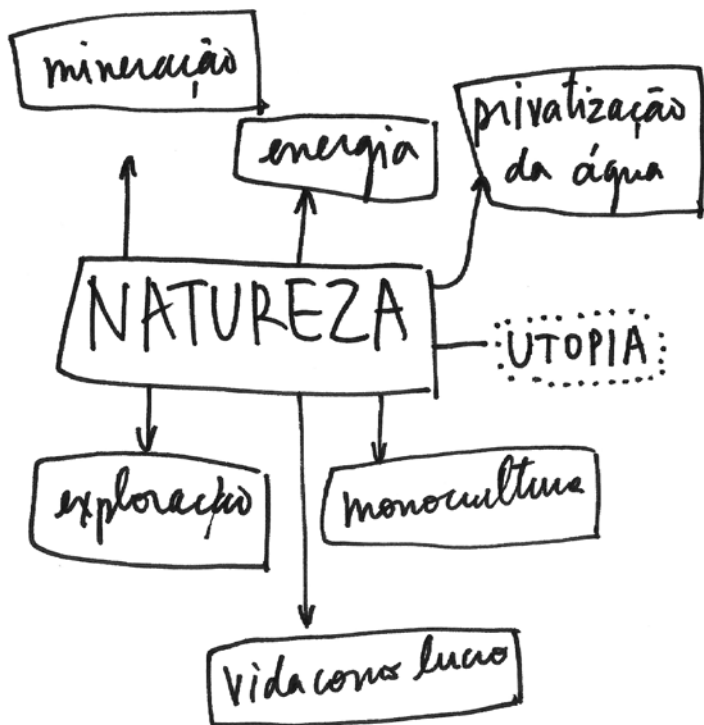 mineração
energia
privatização
da água
NATUREZA
UTOPIA
exploração
monocultura
vida como lucro